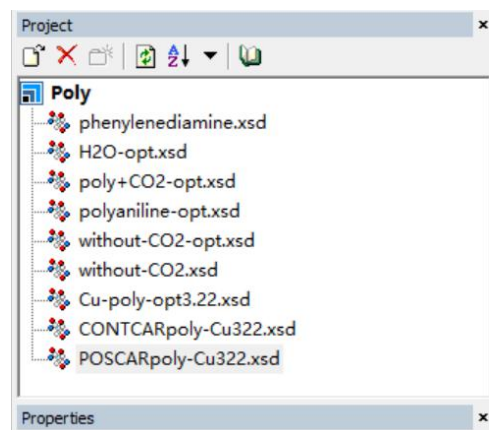 Project
Poly
phenylenediamine.xsd
H2O-opt.xsd
poly+CO2-opt.xsd
polyaniline-opt.xsd
without-CO2-opt.xsd
without-CO2.xsd
Cu-poly-opt3.22.xsd
CONTCARpoly-Cu322.xsd
POSCARpoly-Cu322.xsd
Properties